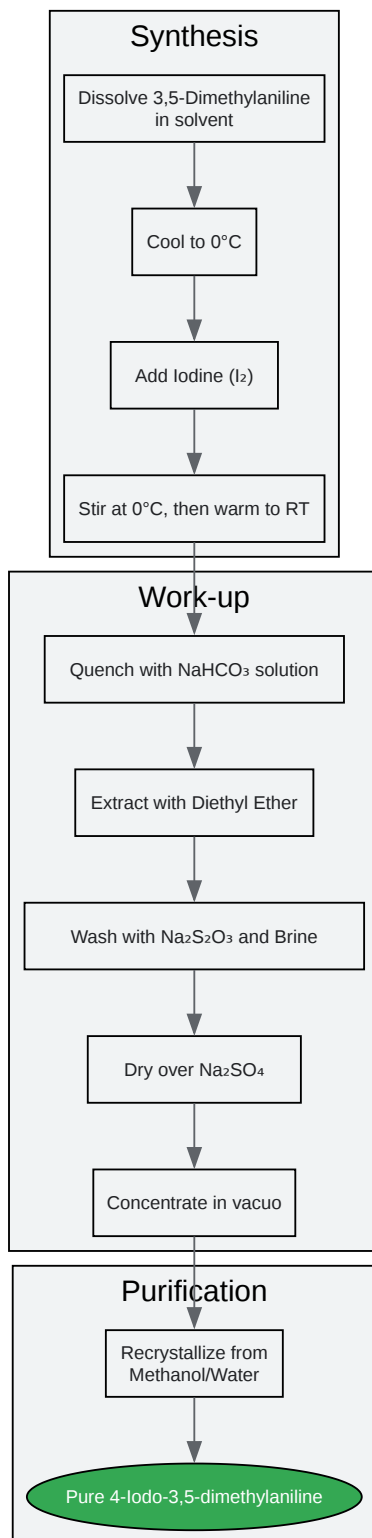 Synthesis
Dissolve 3,5-Dimethylaniline
in solvent
Cool to 0°C
Add Iodine (I₂)
Stir at 0°C, then warm to RT
Work-up
Quench with NaHCO₃ solution
Extract with Diethyl Ether
Wash with Na₂S₂O₃ and Brine
Dry over Na₂SO₄
Concentrate in vacuo
Purification
Recrystallize from
Methanol/Water
Pure 4-Iodo-3,5-dimethylaniline